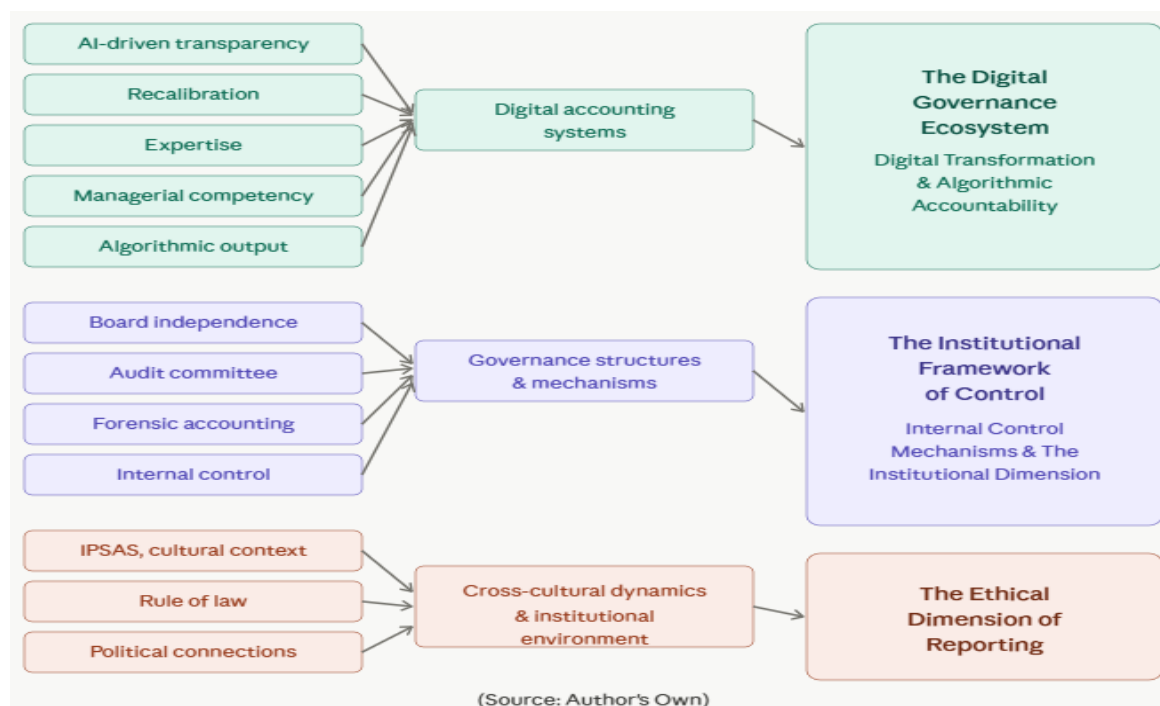 AI-driven transparency
Recalibration
Expertise
Managerial competency
Algorithmic output
Digital accounting
systems
The Digital
Governance
Ecosystem
Digital Transformation
& Algorithmic
Accountability
Board independence
Audit committee
Forensic accounting
Internal control
Governance structures
& mechanisms
The Institutional
Framework
of Control
Internal Control
Mechanisms & The
Institutional Dimension
IPSAS, cultural context
Rule of law
Political connections
Cross-cultural dynamics
& institutional
environment
The Ethical
Dimension of
Reporting
(Source: Author's Own)